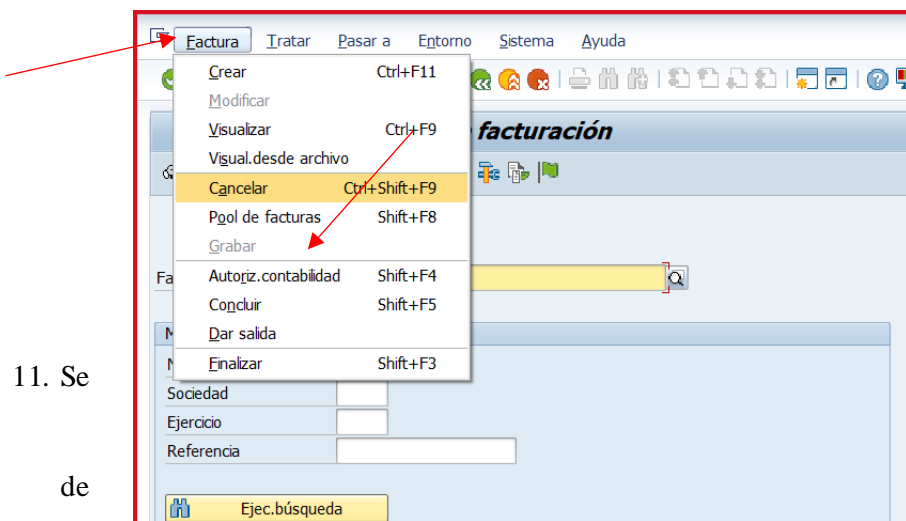 Factura Tratar Pasar a Entorno Sistema Ayuda
Crear Ctrl+F11
Modificar
Visualizar Ctrl+F9
facturación
Visual.desde archivo
Cancelar Ctrl+Shift+F9
Pool de facturas Shift+F8
Grabar
Autoriz.contabilidad Shift+F4
Fa
Concluir Shift+F5
Dar salida
M
Finalizar Shift+F3
N
11. Se
Sociedad
Ejercicio
Referencia
de
Ejec.búsqueda